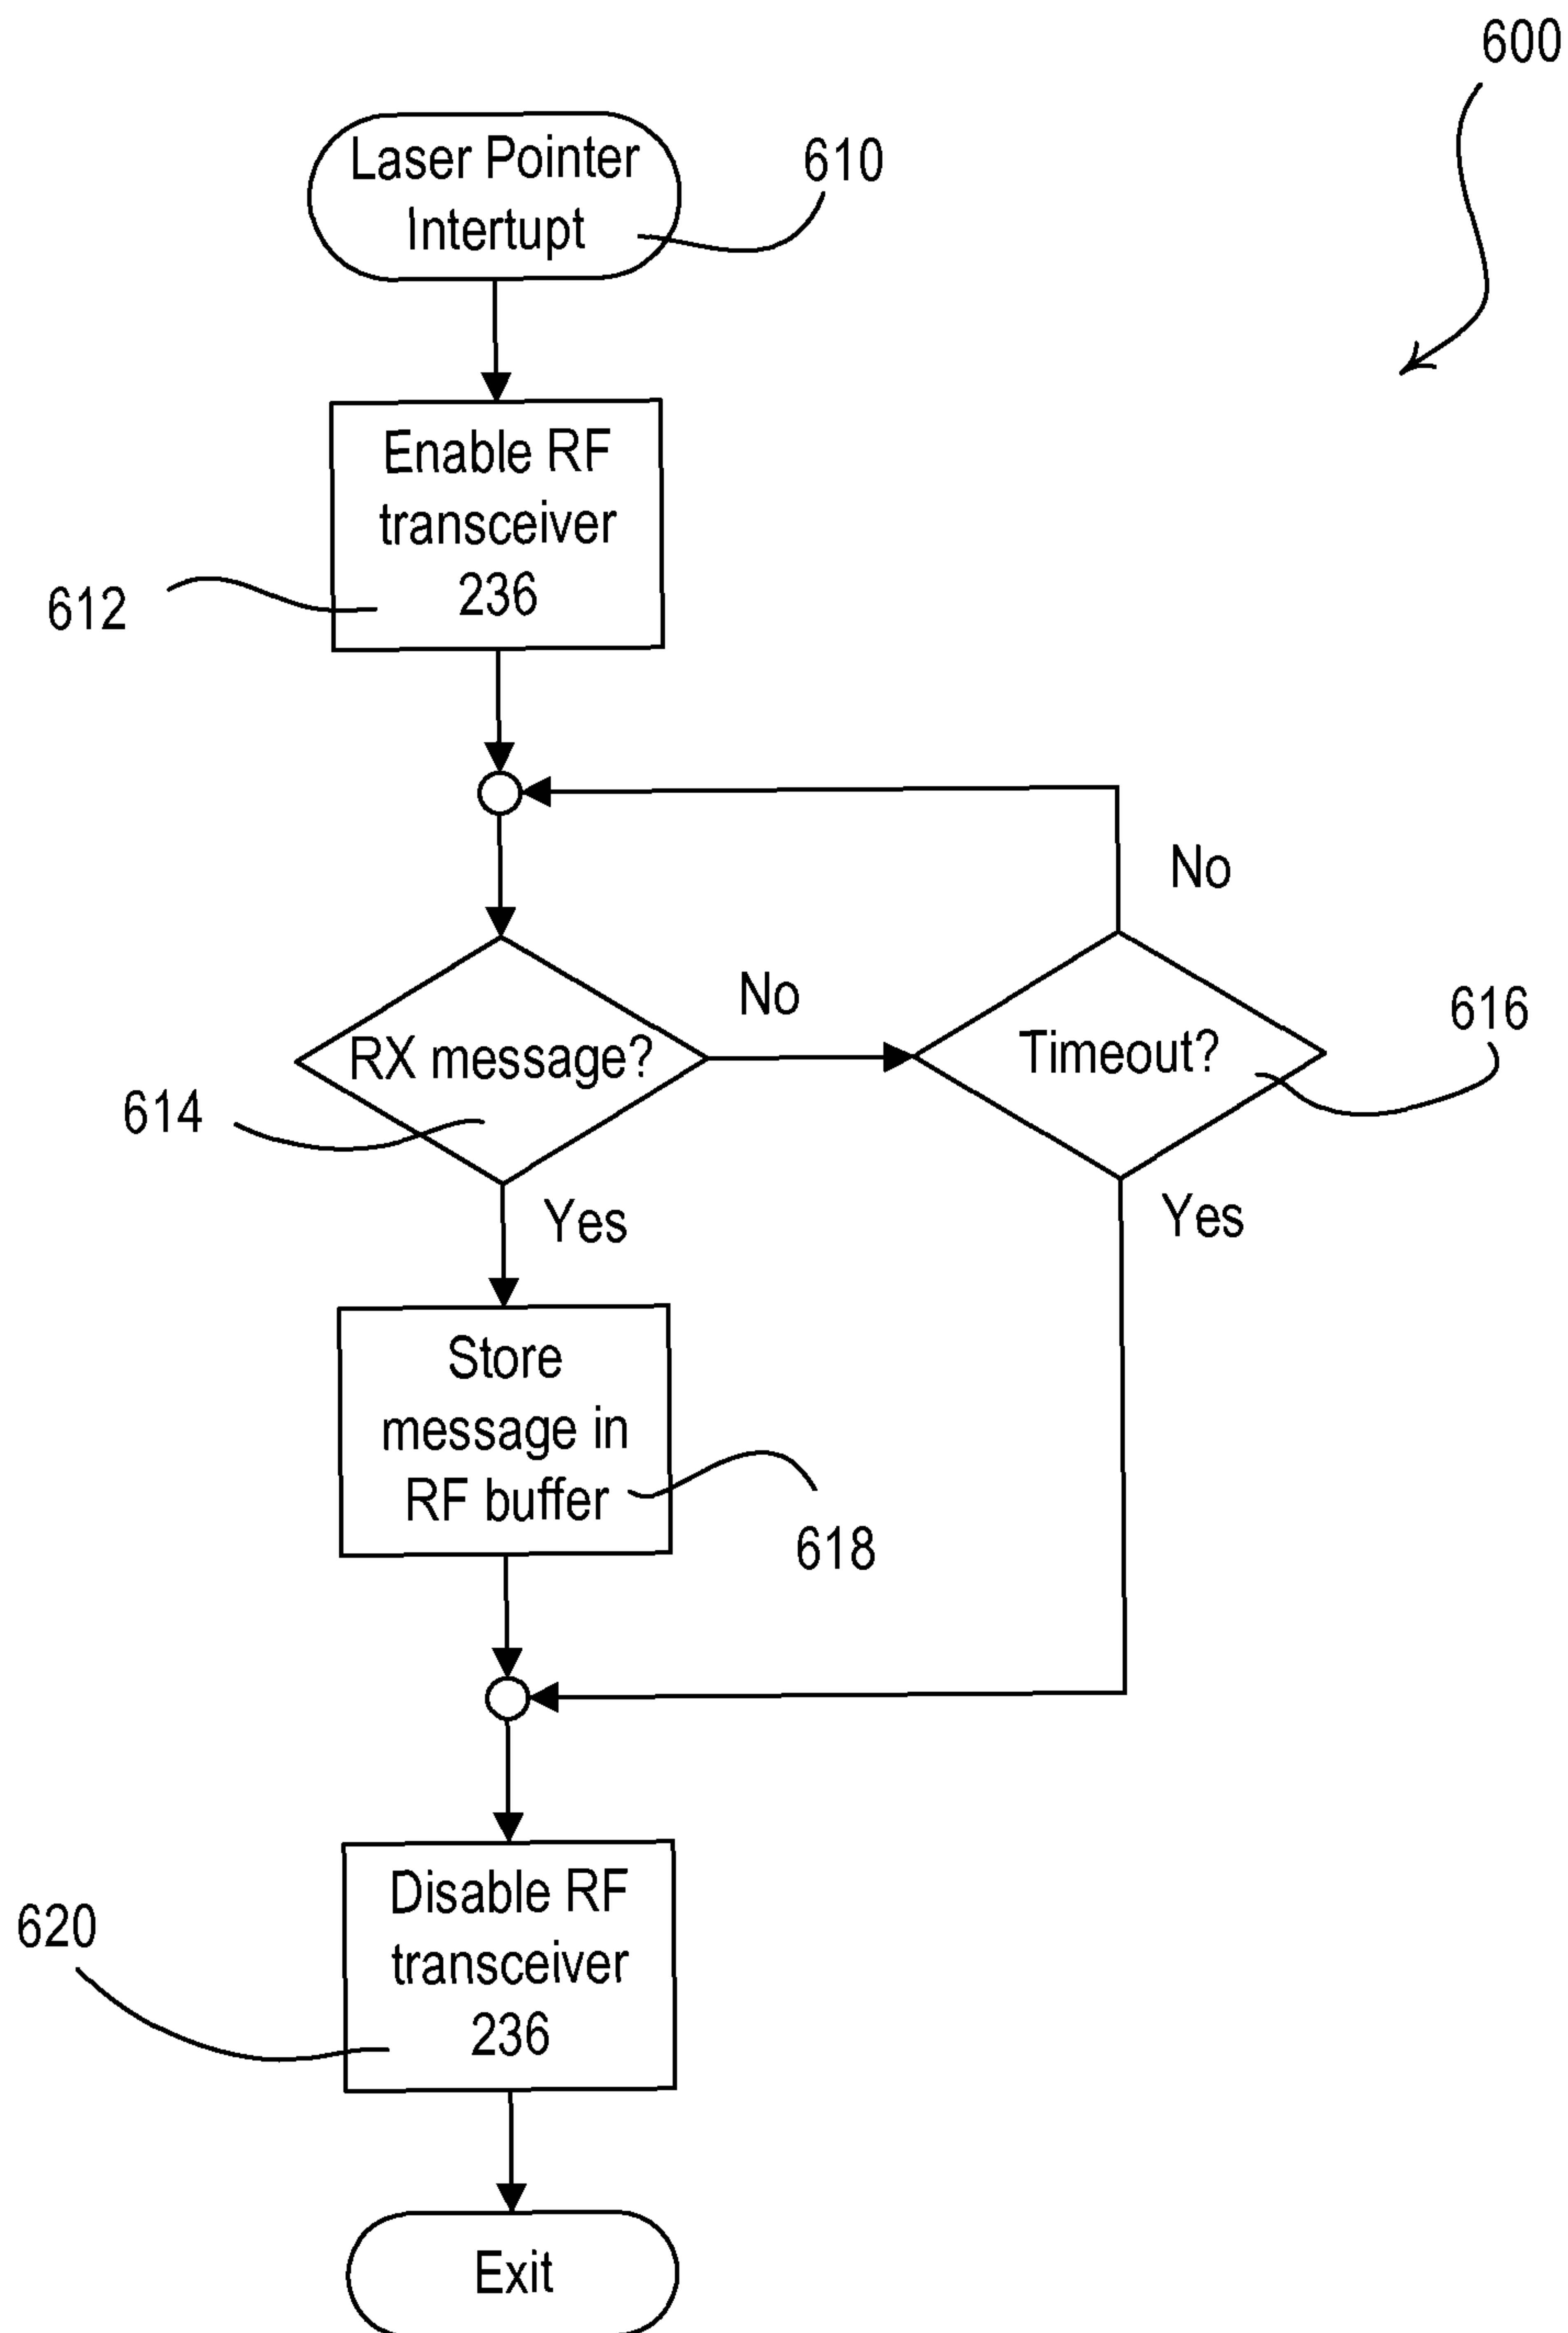 600
Laser Pointer
Intertupt
610
Enable RF
transceiver
236
612
No
RX message?
No
Timeout?
616
614
Yes
Yes
Store
message in
RF buffer
618
Disable RF
transceiver
236
620
Exit